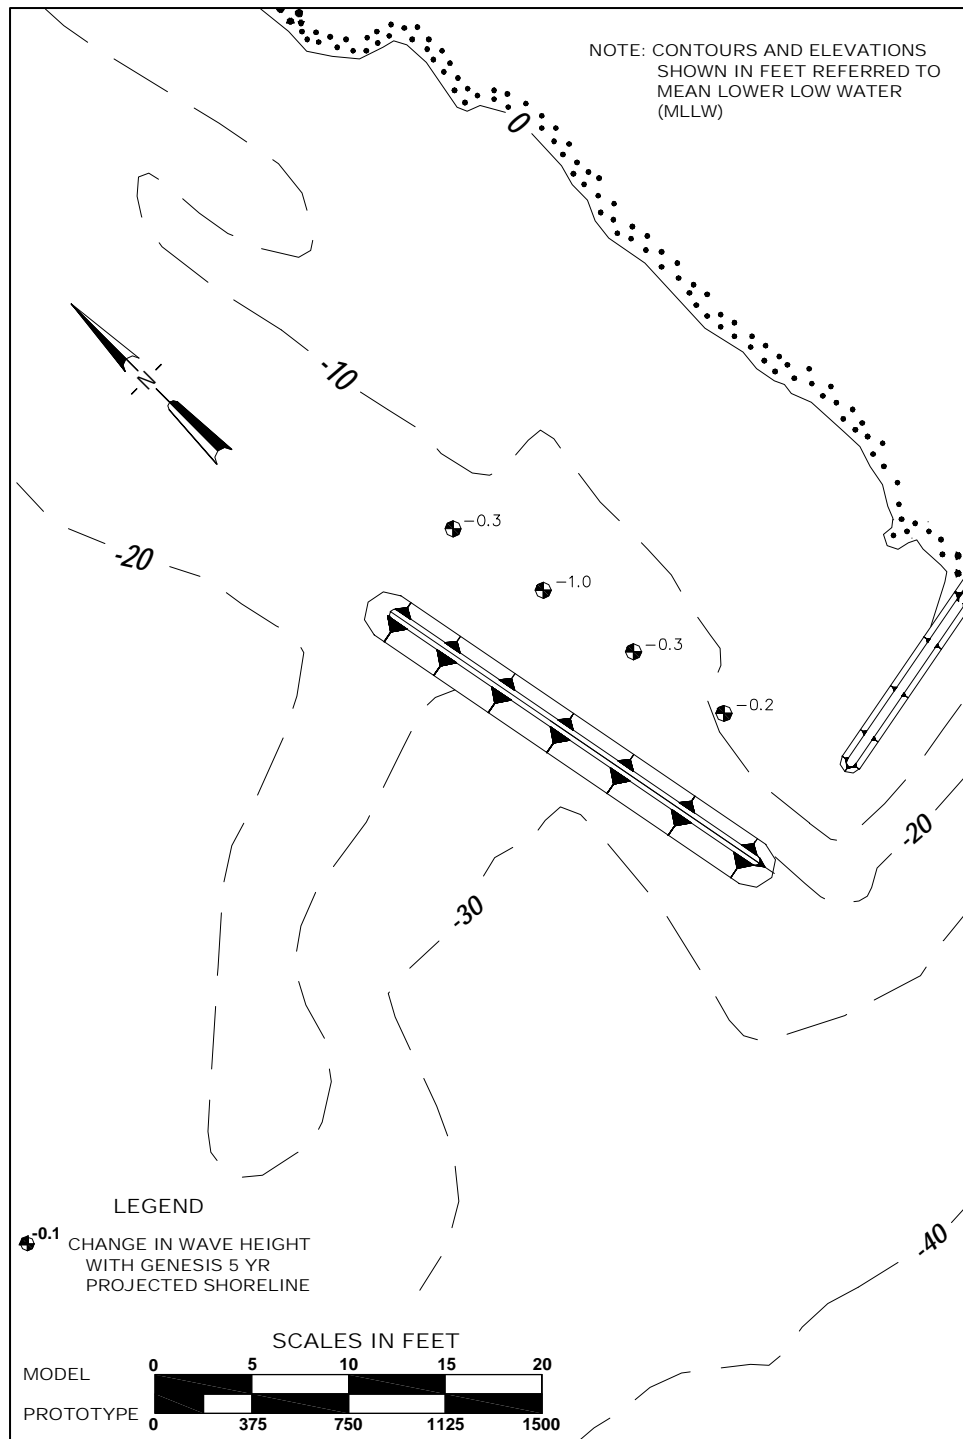 NOTE: CONTOURS AND ELEVATIONS
SHOWN IN FEET REFERRED TO
MEAN LOWER LOW WATER
(MLLW)
0
-10
N
-0.3
-20
-1.0
-0.3
-0.2
-20
-30
LEGEND
-0.1 CHANGE IN WAVE HEIGHT
WITH GENESIS 5 YR
PROJECTED SHORELINE
-40
SCALES IN FEET
MODEL 0 5 10 15 20
PROTOTYPE 0 375 750 1125 1500